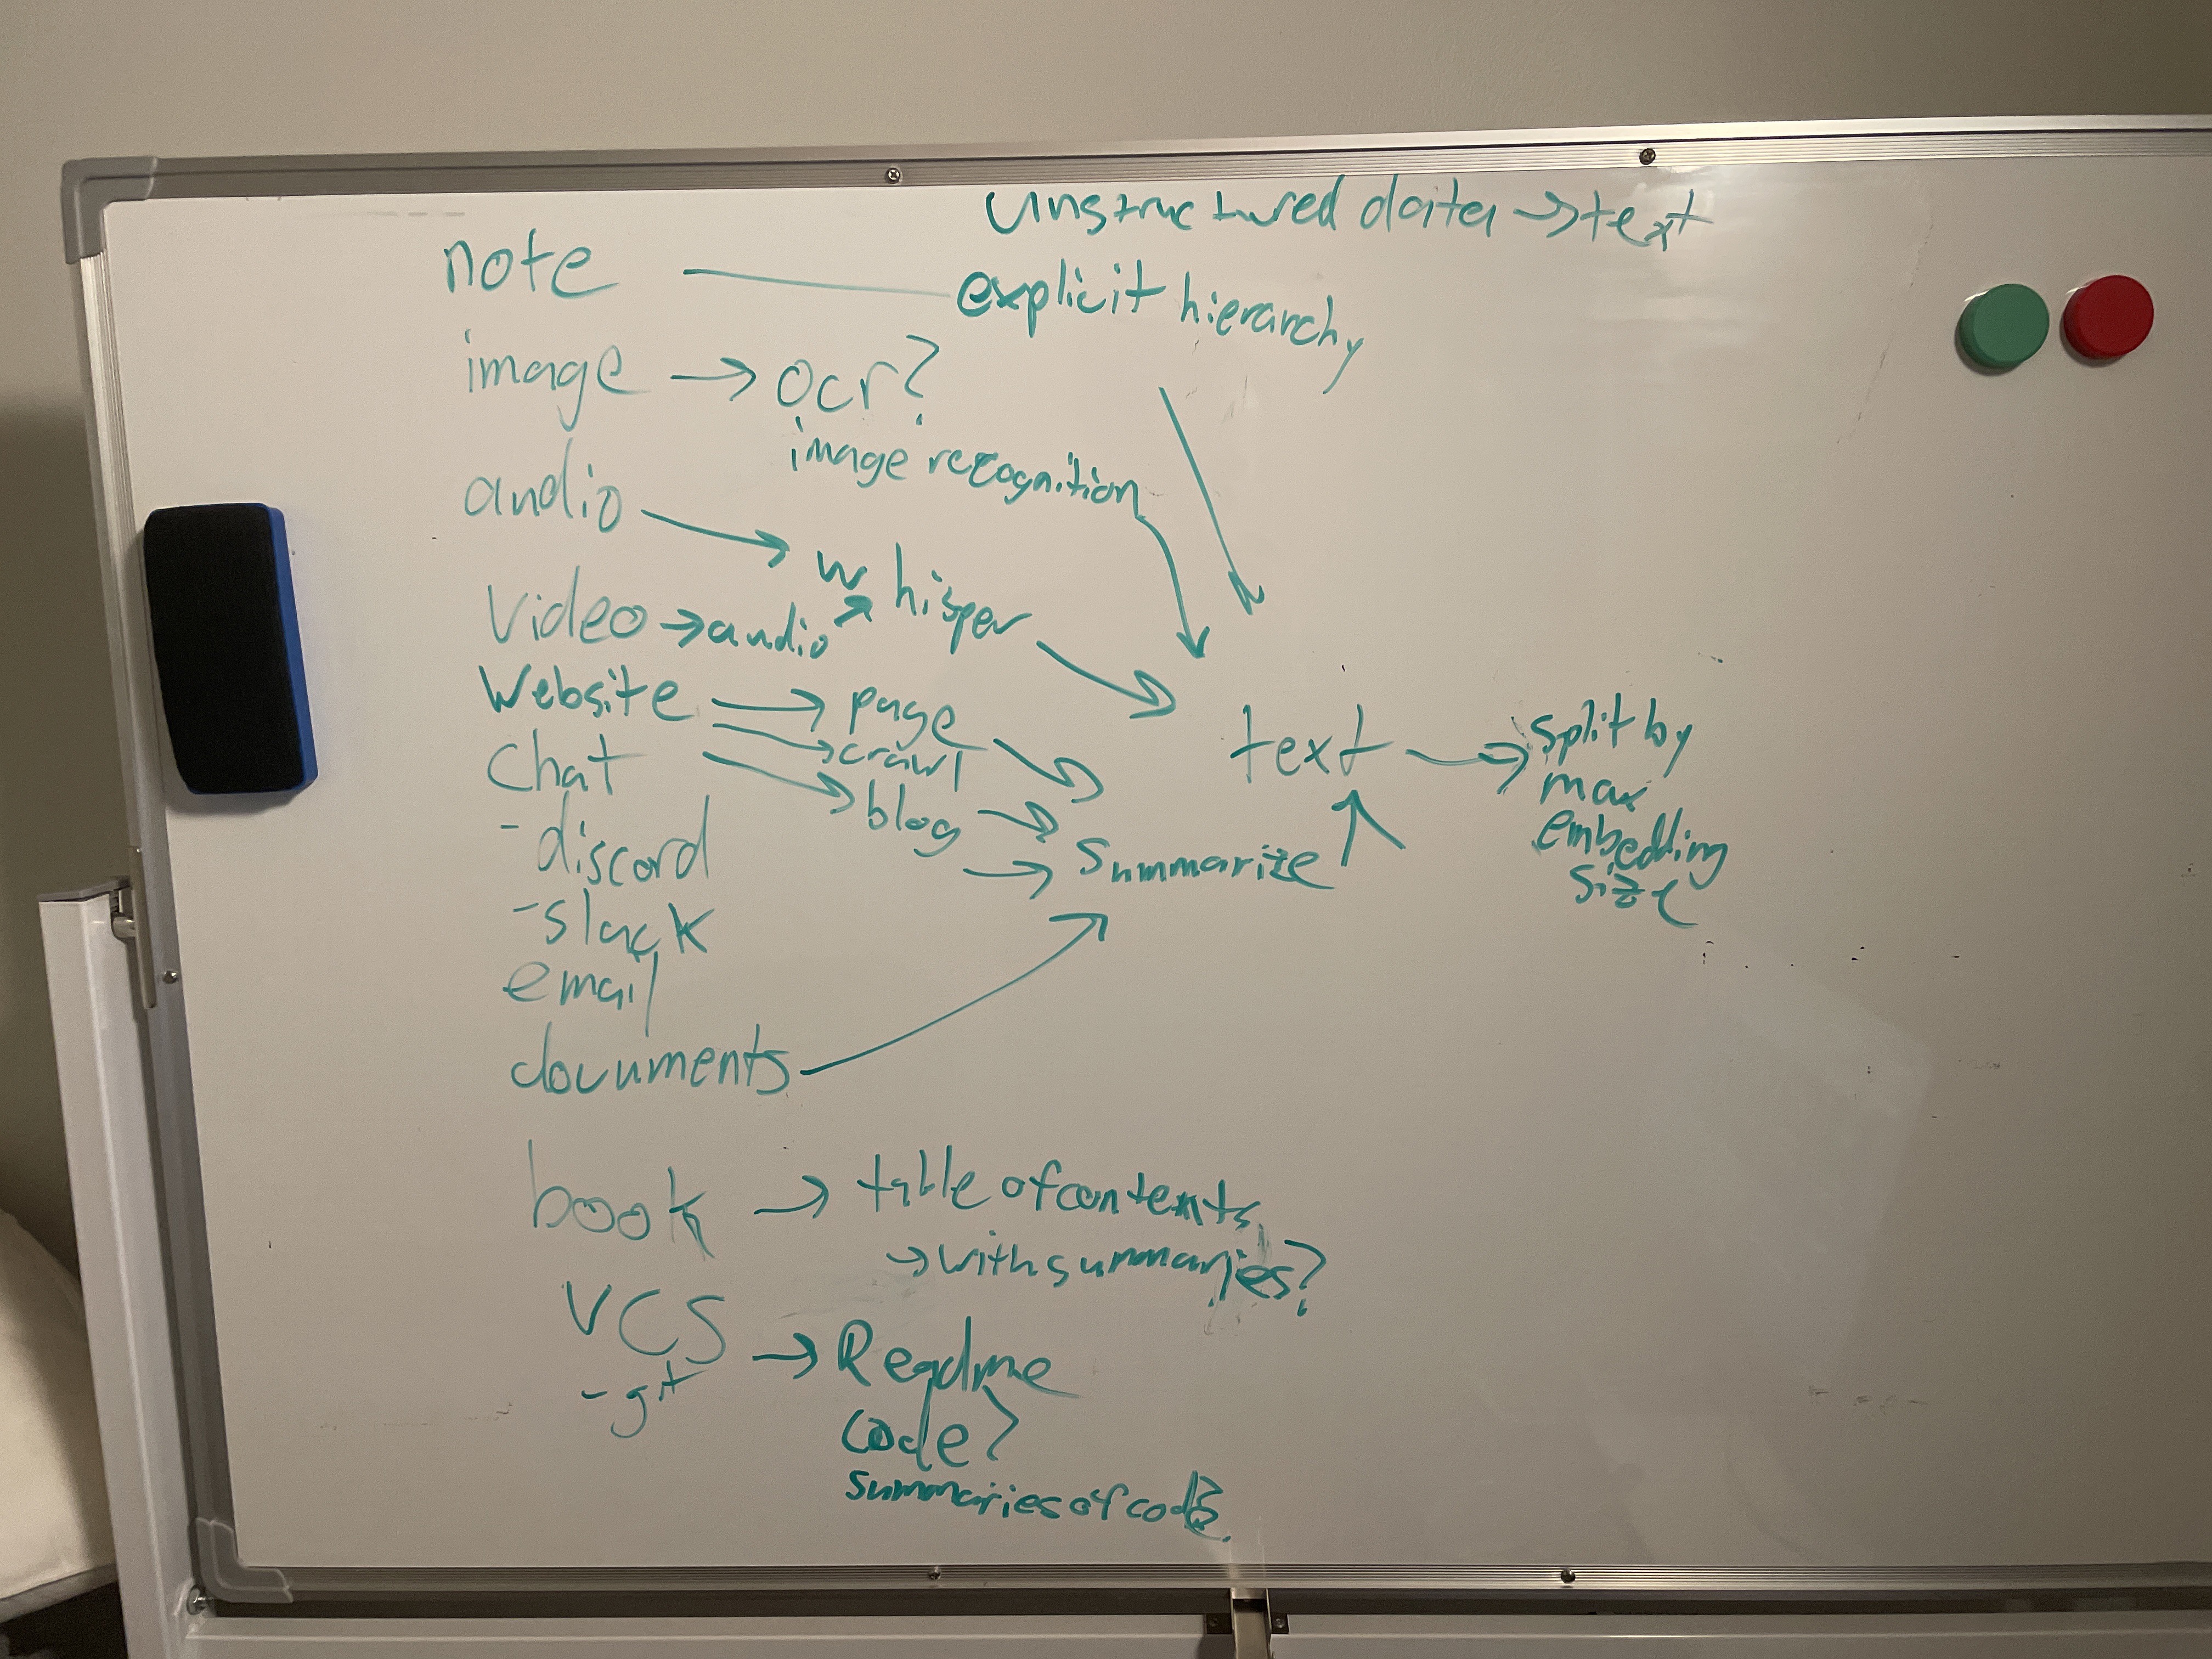 unstructured data → text
note — explicit hierarchy
image → ocr?
image recognition
audio → whisper
video → audio
Website → page
→ crawl
chat → blog
- discord
- slack
email
documents
summarize
text → split by
max
embedding
size
book → table of contents
→ with summaries?
VCS → Readme
- git
code?
summaries of code?